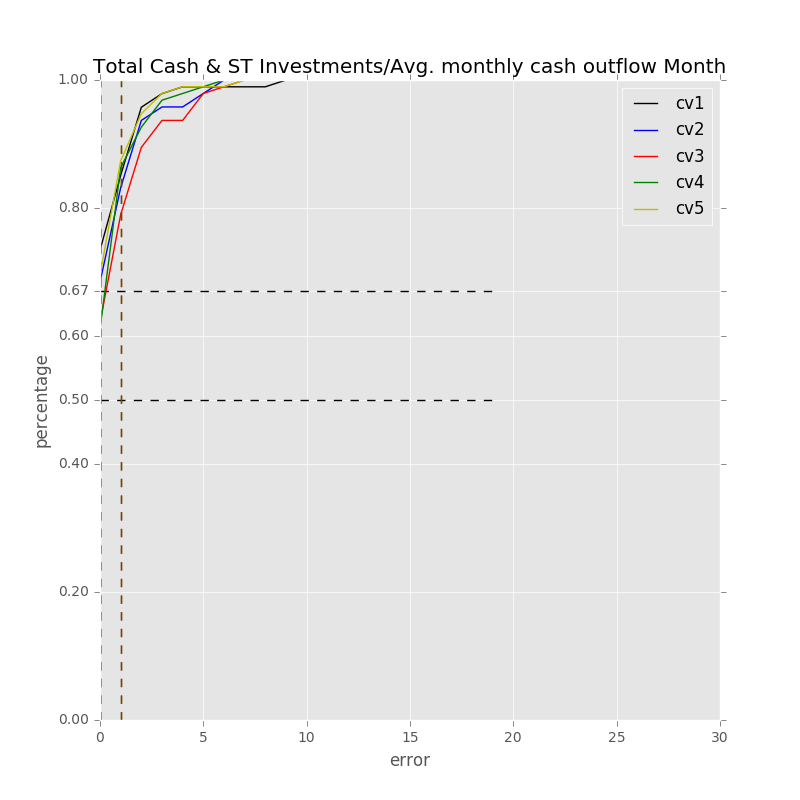 Total Cash & ST Investments/Avg. monthly cash outflow Month
1.00
0.80
0.67
0.60
0.50
0.40
0.20
0.00
percentage
cv1
cv2
cv3
cv4
cv5
0 5 10 15 20 25 30
error